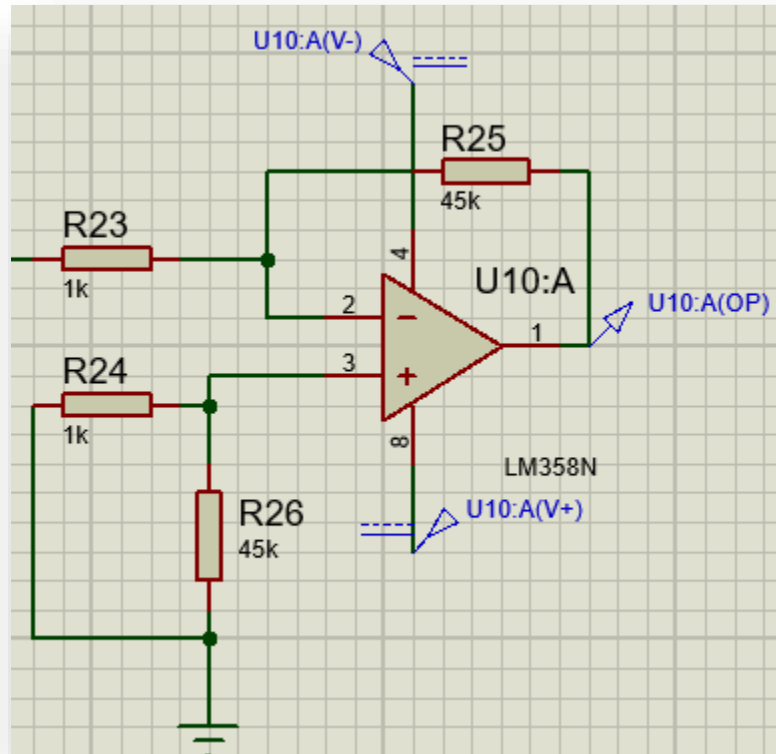 U10:A(V-)
R25
45k
R23
1k
4
U10:A
2
−
U10:A(OP)
1
3
+
R24
1k
8
LM358N
U10:A(V+)
R26
45k